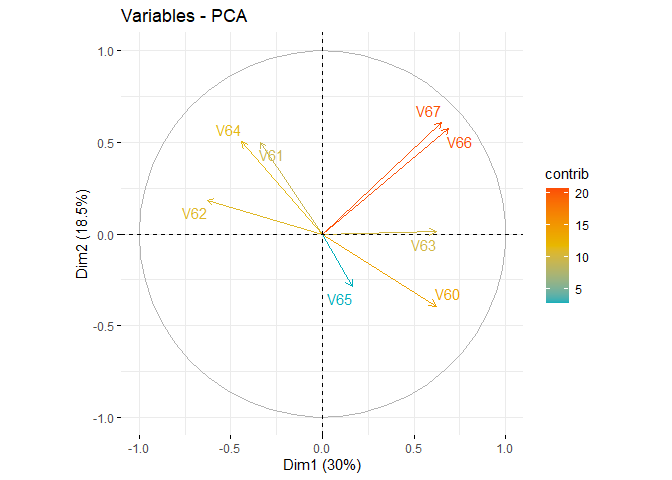 Variables - PCA
1.0
0.5
0.0
-0.5
-1.0
Dim2 (18.5%)
V67
V66
V64
V61
V62
V63
V60
V65
-1.0
-0.5
0.0
0.5
1.0
Dim1 (30%)
contrib
20
15
10
5